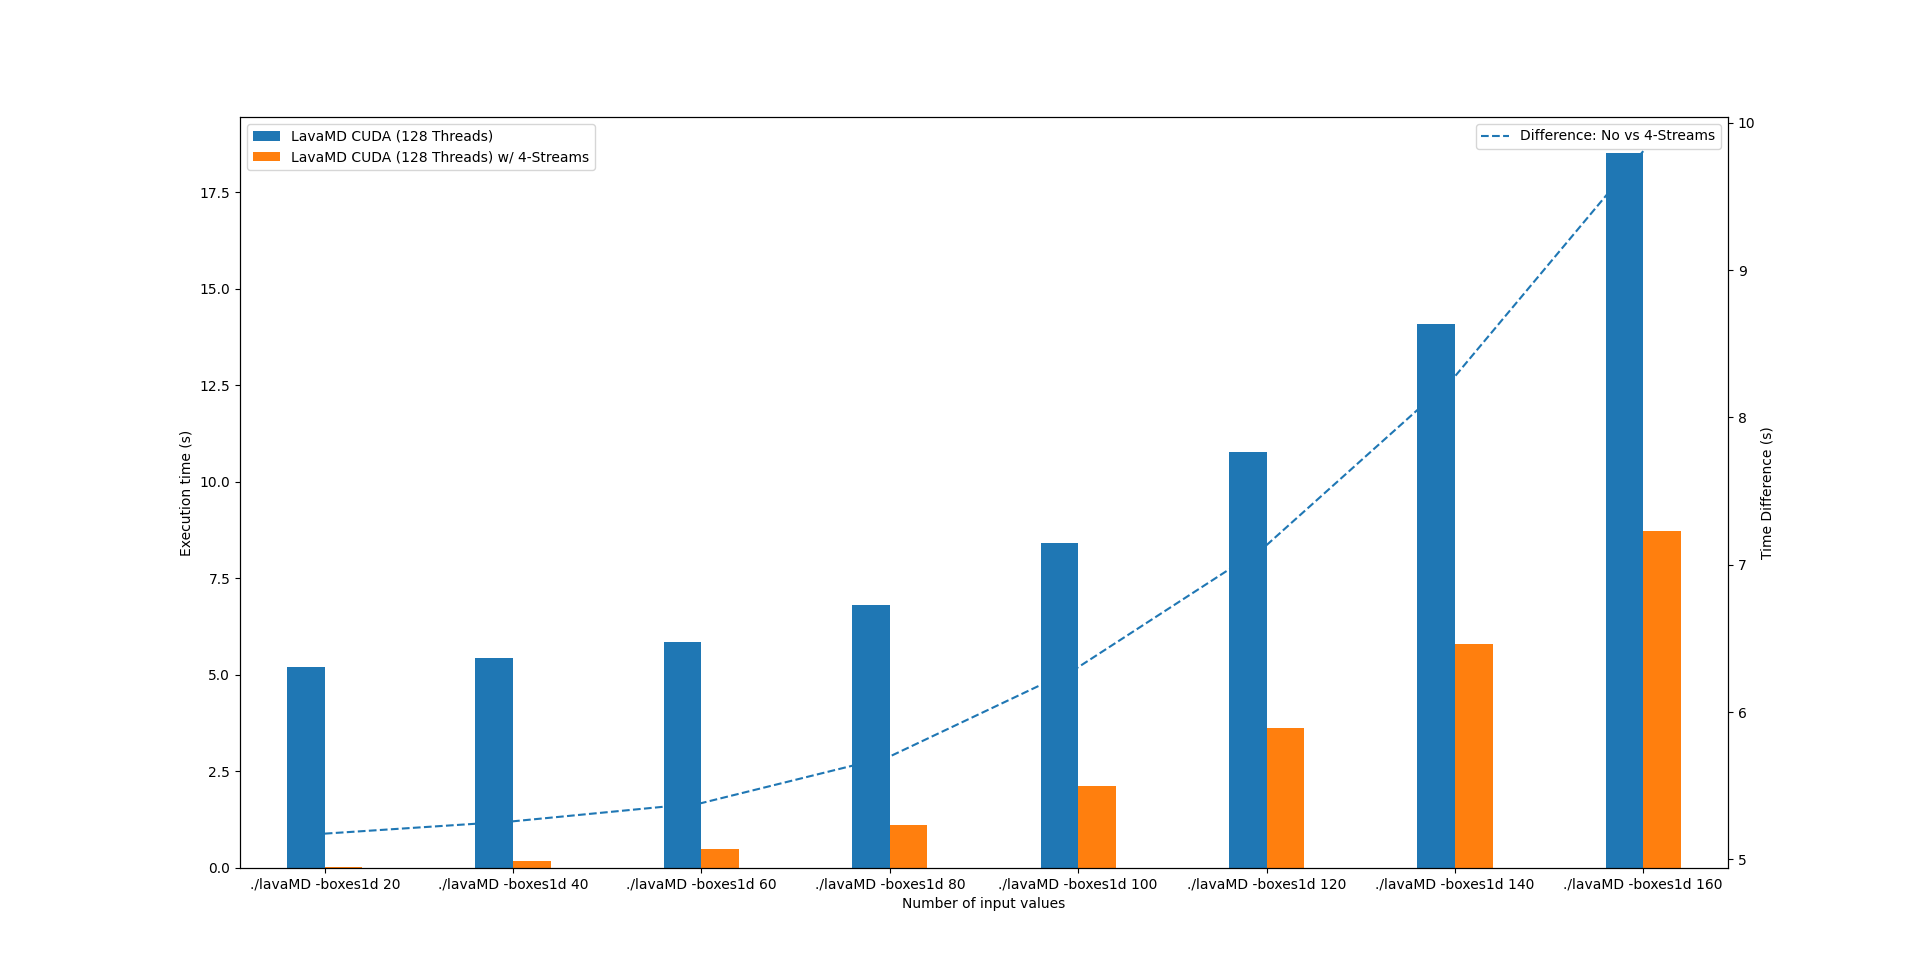 LavaMD CUDA (128 Threads)
LavaMD CUDA (128 Threads) w/ 4-Streams
Difference: No vs 4-Streams
Execution time (s)
17.5
15.0
12.5
10.0
7.5
5.0
2.5
0.0
10
9
8
7
6
5
Time Difference (s)
./lavaMD -boxes1d 20
./lavaMD -boxes1d 40
./lavaMD -boxes1d 60
./lavaMD -boxes1d 80
./lavaMD -boxes1d 100
./lavaMD -boxes1d 120
./lavaMD -boxes1d 140
./lavaMD -boxes1d 160
Number of input values